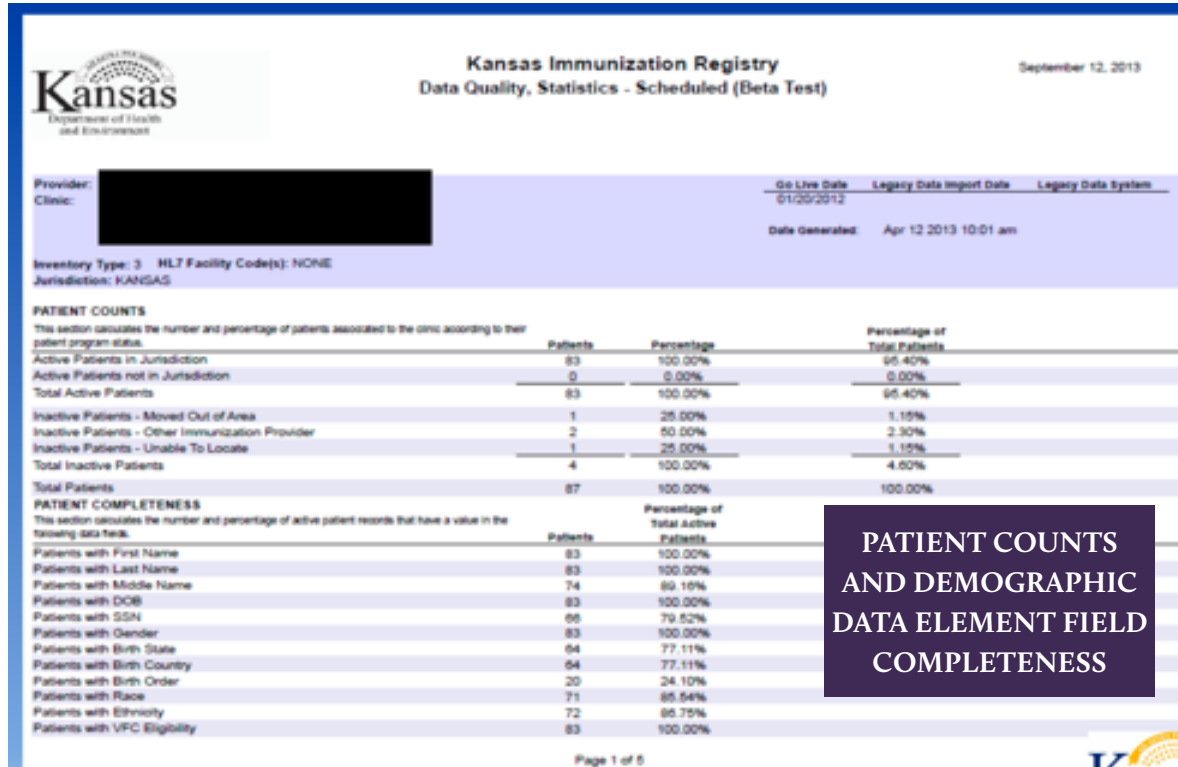 Kansas
Department of Health
and Environment
Kansas Immunization Registry
Data Quality, Statistics - Scheduled (Beta Test)
September 12, 2013
Provider:
Clinic:
Go Live Date Legacy Data Import Date Legacy Data System
01/20/2012
Date Generated: Apr 12 2013 10:01 am
Inventory Type: 3 HL7 Facility Code(s): NONE
Jurisdiction: KANSAS
PATIENT COUNTS
This section calculates the number and percentage of patients associated to the clinic according to their
patient program status.
Patients Percentage Percentage of Total Patients
Active Patients in Jurisdiction 83 100.00% 95.40%
Active Patients not in Jurisdiction 0 0.00% 0.00%
Total Active Patients 83 100.00% 95.40%
Inactive Patients - Moved Out of Area 1 25.00% 1.15%
Inactive Patients - Other Immunization Provider 2 50.00% 2.30%
Inactive Patients - Unable To Locate 1 25.00% 1.15%
Total Inactive Patients 4 100.00% 4.60%
Total Patients 87 100.00% 100.00%
PATIENT COMPLETENESS
This section calculates the number and percentage of active patient records that have a value in the
following data fields.
Patients Percentage of Total Active Patients
Patients with First Name 83 100.00%
Patients with Last Name 83 100.00%
Patients with Middle Name 74 89.16%
Patients with DOB 83 100.00%
Patients with SSN 66 79.52%
Patients with Gender 83 100.00%
Patients with Birth State 64 77.11%
Patients with Birth Country 64 77.11%
Patients with Birth Order 20 24.10%
Patients with Race 71 85.54%
Patients with Ethnicity 72 86.75%
Patients with VFC Eligibility 83 100.00%
PATIENT COUNTS
AND DEMOGRAPHIC
DATA ELEMENT FIELD
COMPLETENESS
Page 1 of 5
K